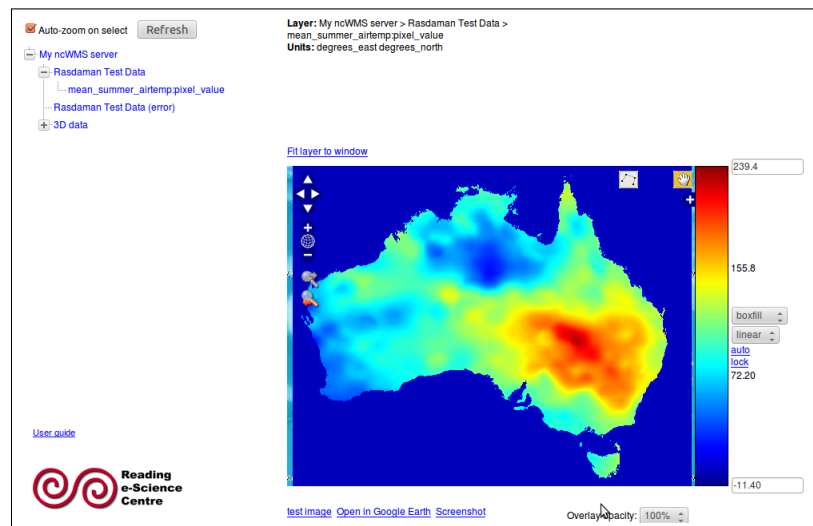 Auto-zoom on select
Refresh
My ncWMS server
Rasdaman Test Data
mean_summer_airtemp:pixel_value
Rasdaman Test Data (error)
3D data
User guide
Reading
e-Science
Centre
Layer: My ncWMS server > Rasdaman Test Data >
mean_summer_airtemp:pixel_value
Units: degrees_east degrees_north
Fit layer to window
239.4
155.8
boxfill
linear
auto
lock
72.20
-11.40
test image Open in Google Earth Screenshot
Overlay opacity: 100%